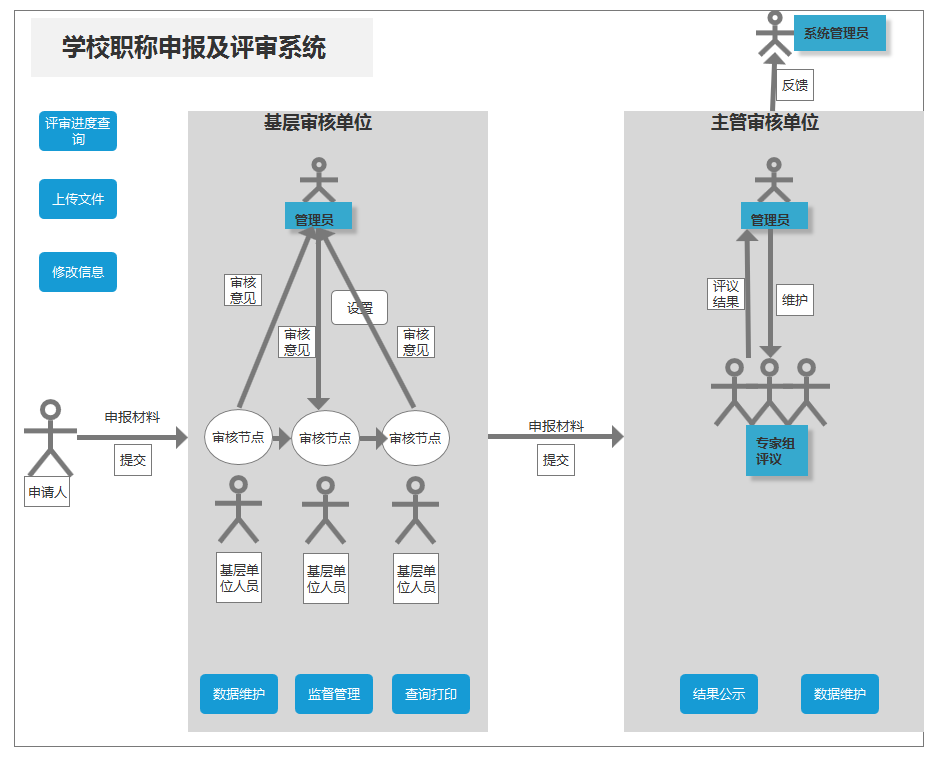 学校职称申报及评审系统
系统管理员
反馈
评审进度查
询
上传文件
修改信息
基层审核单位
管理员
审核
意见
设置
审核
意见
审核
意见
申报材料
提交
申请人
审核节点
审核节点
审核节点
基层单
位人员
基层单
位人员
基层单
位人员
数据维护
监督管理
查询打印
申报材料
提交
主管审核单位
管理员
评议
结果
维护
专家组
评议
结果公示
数据维护